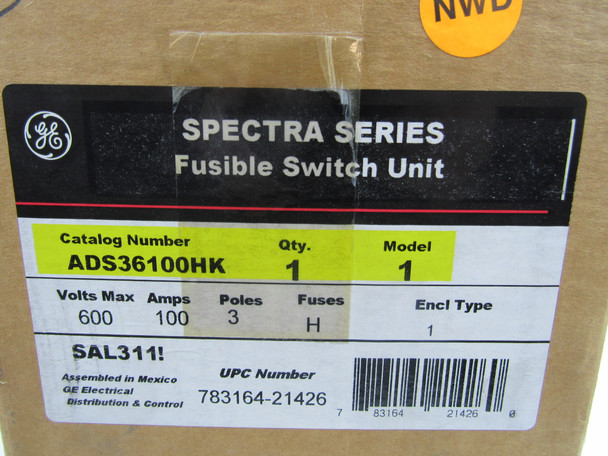 NWD
GE
SPECTRA SERIES
Fusible Switch Unit
Catalog Number Qty. Model
ADS36100HK 1 1
Volts Max Amps Poles Fuses Encl Type
600 100 3 H 1
SAL311!
Assembled in Mexico
GE Electrical
Distribution & Control
UPC Number
783164-21426
7 83164 21426 0